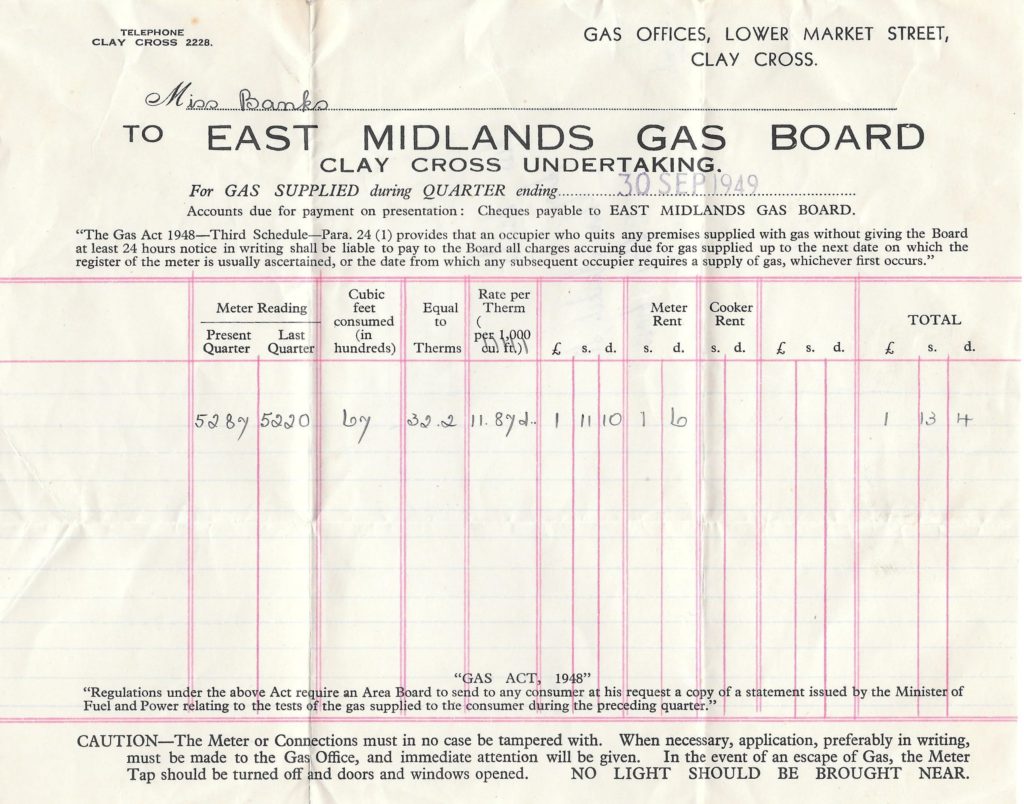 TELEPHONE
CLAY CROSS 2228.
GAS OFFICES, LOWER MARKET STREET,
CLAY CROSS.
Miss Banks
TO EAST MIDLANDS GAS BOARD
CLAY CROSS UNDERTAKING.
For GAS SUPPLIED during QUARTER ending 30 SEP 1949
Accounts due for payment on presentation: Cheques payable to EAST MIDLANDS GAS BOARD.
"The Gas Act 1948—Third Schedule—Para. 24 (1) provides that an occupier who quits any premises supplied with gas without giving the Board
at least 24 hours notice in writing shall be liable to pay to the Board all charges accruing due for gas supplied up to the next date on which the
register of the meter is usually ascertained, or the date from which any subsequent occupier requires a supply of gas, whichever first occurs."
Meter Reading
Present Quarter
Last Quarter
Cubic
feet
consumed
(in
hundreds)
Equal
to
Therms
Rate per
Therm
(
per 1,000
cu. ft.)
£ s. d.
Meter
Rent
s. d.
Cooker
Rent
s. d.
£ s. d.
TOTAL
£ s. d.
5287 5220 67 32.2 11.87d. 1 11 10 1 6 1 13 4
"GAS ACT, 1948"
"Regulations under the above Act require an Area Board to send to any consumer at his request a copy of a statement issued by the Minister of
Fuel and Power relating to the tests of the gas supplied to the consumer during the preceding quarter."
CAUTION—The Meter or Connections must in no case be tampered with. When necessary, application, preferably in writing,
must be made to the Gas Office, and immediate attention will be given. In the event of an escape of Gas, the Meter
Tap should be turned off and doors and windows opened. NO LIGHT SHOULD BE BROUGHT NEAR.